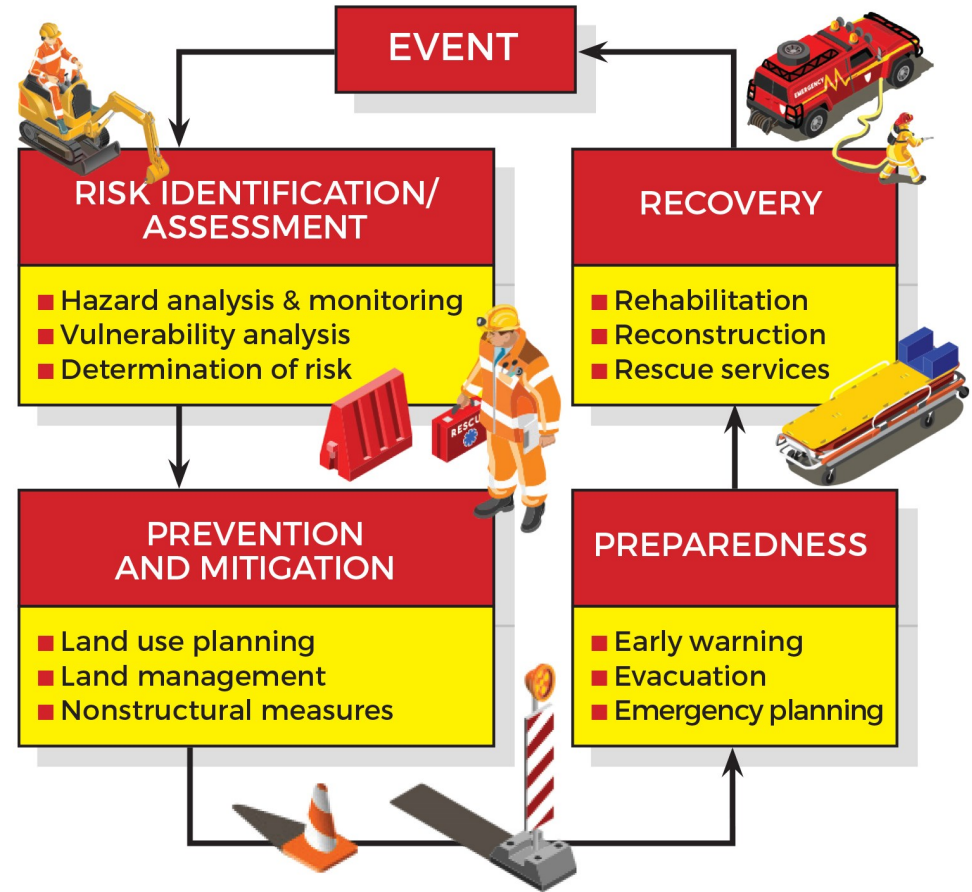 EVENT
RISK IDENTIFICATION/
ASSESSMENT
Hazard analysis & monitoring
Vulnerability analysis
Determination of risk
PREVENTION
AND MITIGATION
Land use planning
Land management
Nonstructural measures
PREPAREDNESS
Early warning
Evacuation
Emergency planning
RECOVERY
Rehabilitation
Reconstruction
Rescue services
EMERGENCY
RESCU